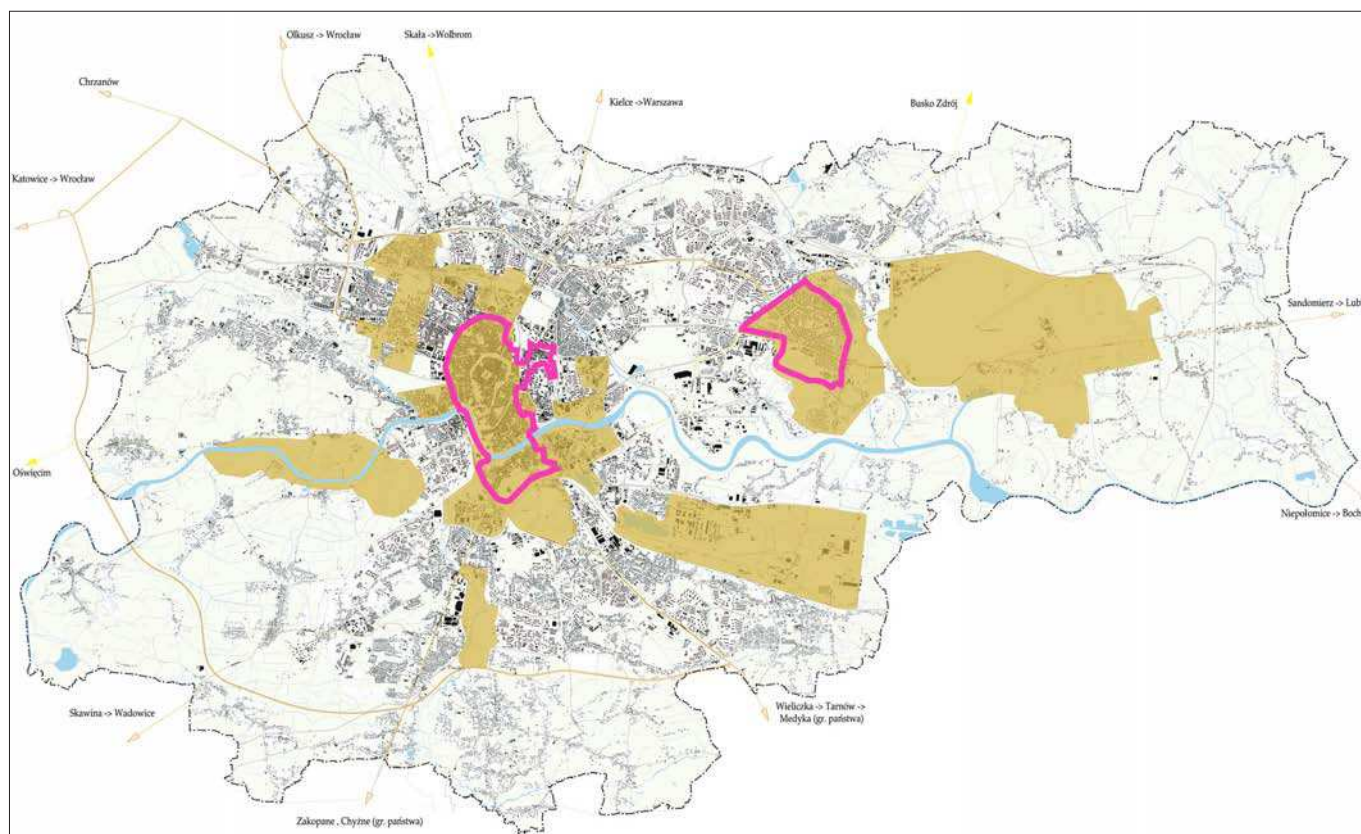 Olkusz -> Wrocław
Skała ->Wolbrom
Chrzanów
Kielce ->Warszawa
Busko Zdrój
Katowice -> Wrocław
Sandomierz -> Lub
Oświęcim
Niepołomice -> Boch
Skawina -> Wadowice
Wieliczka -> Tarnów ->
Medyka (gr. państwa)
Zakopane , Chyżne (gr. państwa)